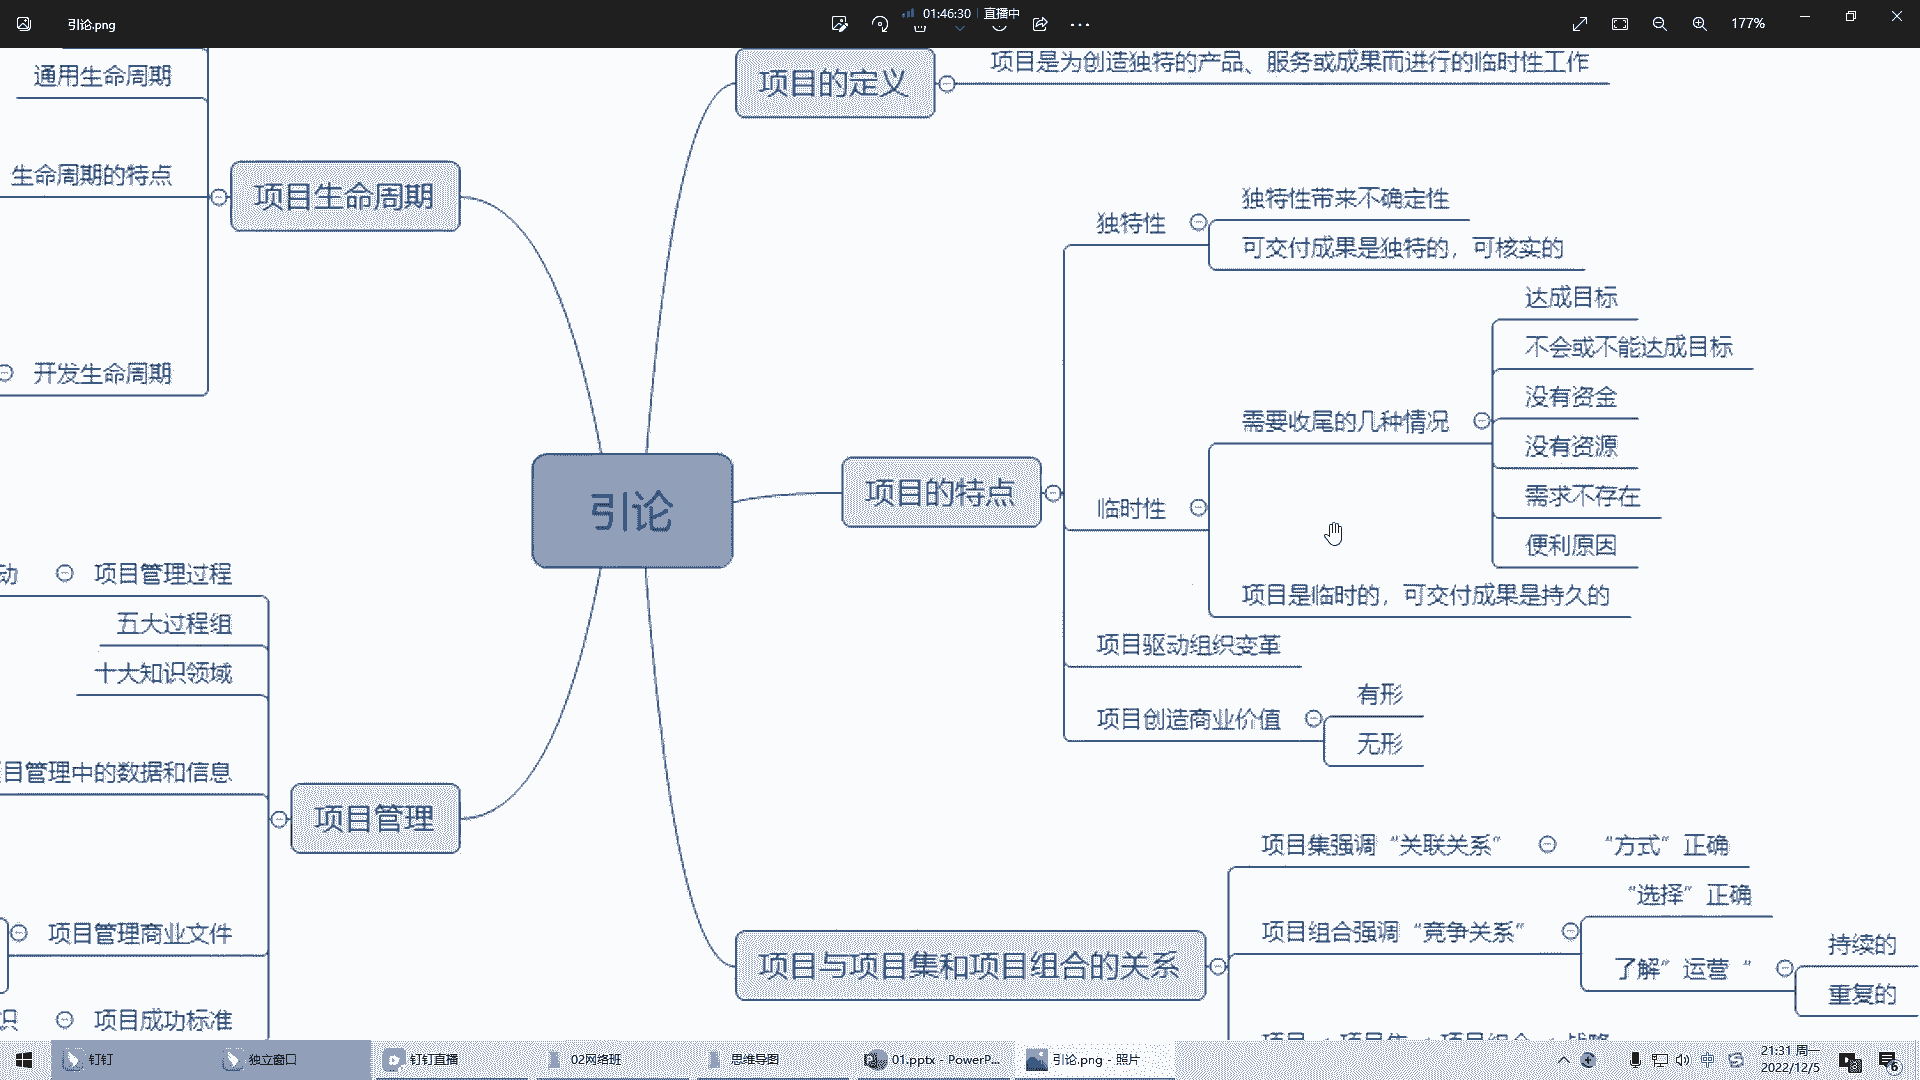 引论.png
01:46:30 直播中
177%
项目的定义
项目是为创造独特的产品、服务或成果而进行的临时性工作
通用生命周期
生命周期的特点
项目生命周期
开发生命周期
独特性
独特性带来不确定性
可交付成果是独特的，可核实的
达成目标
不会或不能达成目标
没有资金
需要收尾的几种情况
没有资源
需求不存在
便利原因
引论
项目的特点
临时性
项目是临时的，可交付成果是持久的
项目驱动组织变革
项目创造商业价值
有形
无形
动
项目管理过程
五大过程组
十大知识领域
目管理中的数据和信息
项目管理
项目管理商业文件
识
项目成功标准
项目与项目集和项目组合的关系
项目集强调“关联关系”
“方式”正确
项目组合强调“竞争关系”
“选择”正确
了解”运营 “
持续的
重复的
钉钉
独立窗口
钉钉直播
02网络班
思维导图
01.pptx - PowerP...
引论.png - 照片
中
21:31 周一
2022/12/5
6